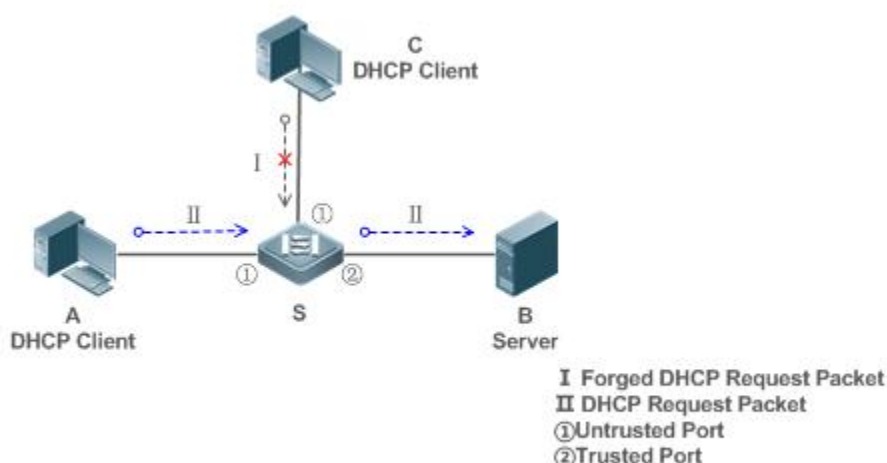 C
DHCP Client
Ⅰ
Ⅱ
Ⅱ
①
①
②
A
DHCP Client
S
B
Server
Ⅰ Forged DHCP Request Packet
Ⅱ DHCP Request Packet
①Untrusted Port
②Trusted Port